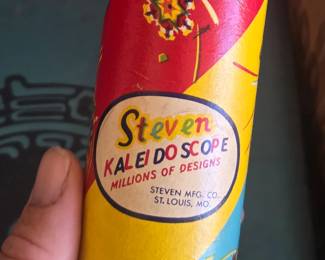 Steven
KALEIDOSCOPE
MILLIONS OF DESIGNS
STEVEN MFG. CO.
ST. LOUIS, MO.